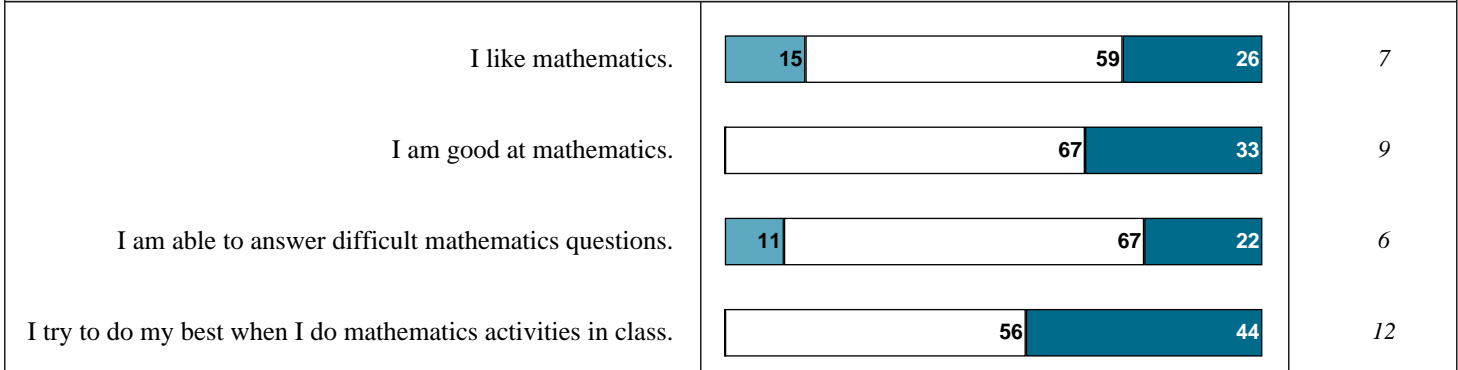 I like mathematics. 15 59 26 7
I am good at mathematics. 67 33 9
I am able to answer difficult mathematics questions. 11 67 22 6
I try to do my best when I do mathematics activities in class. 56 44 12